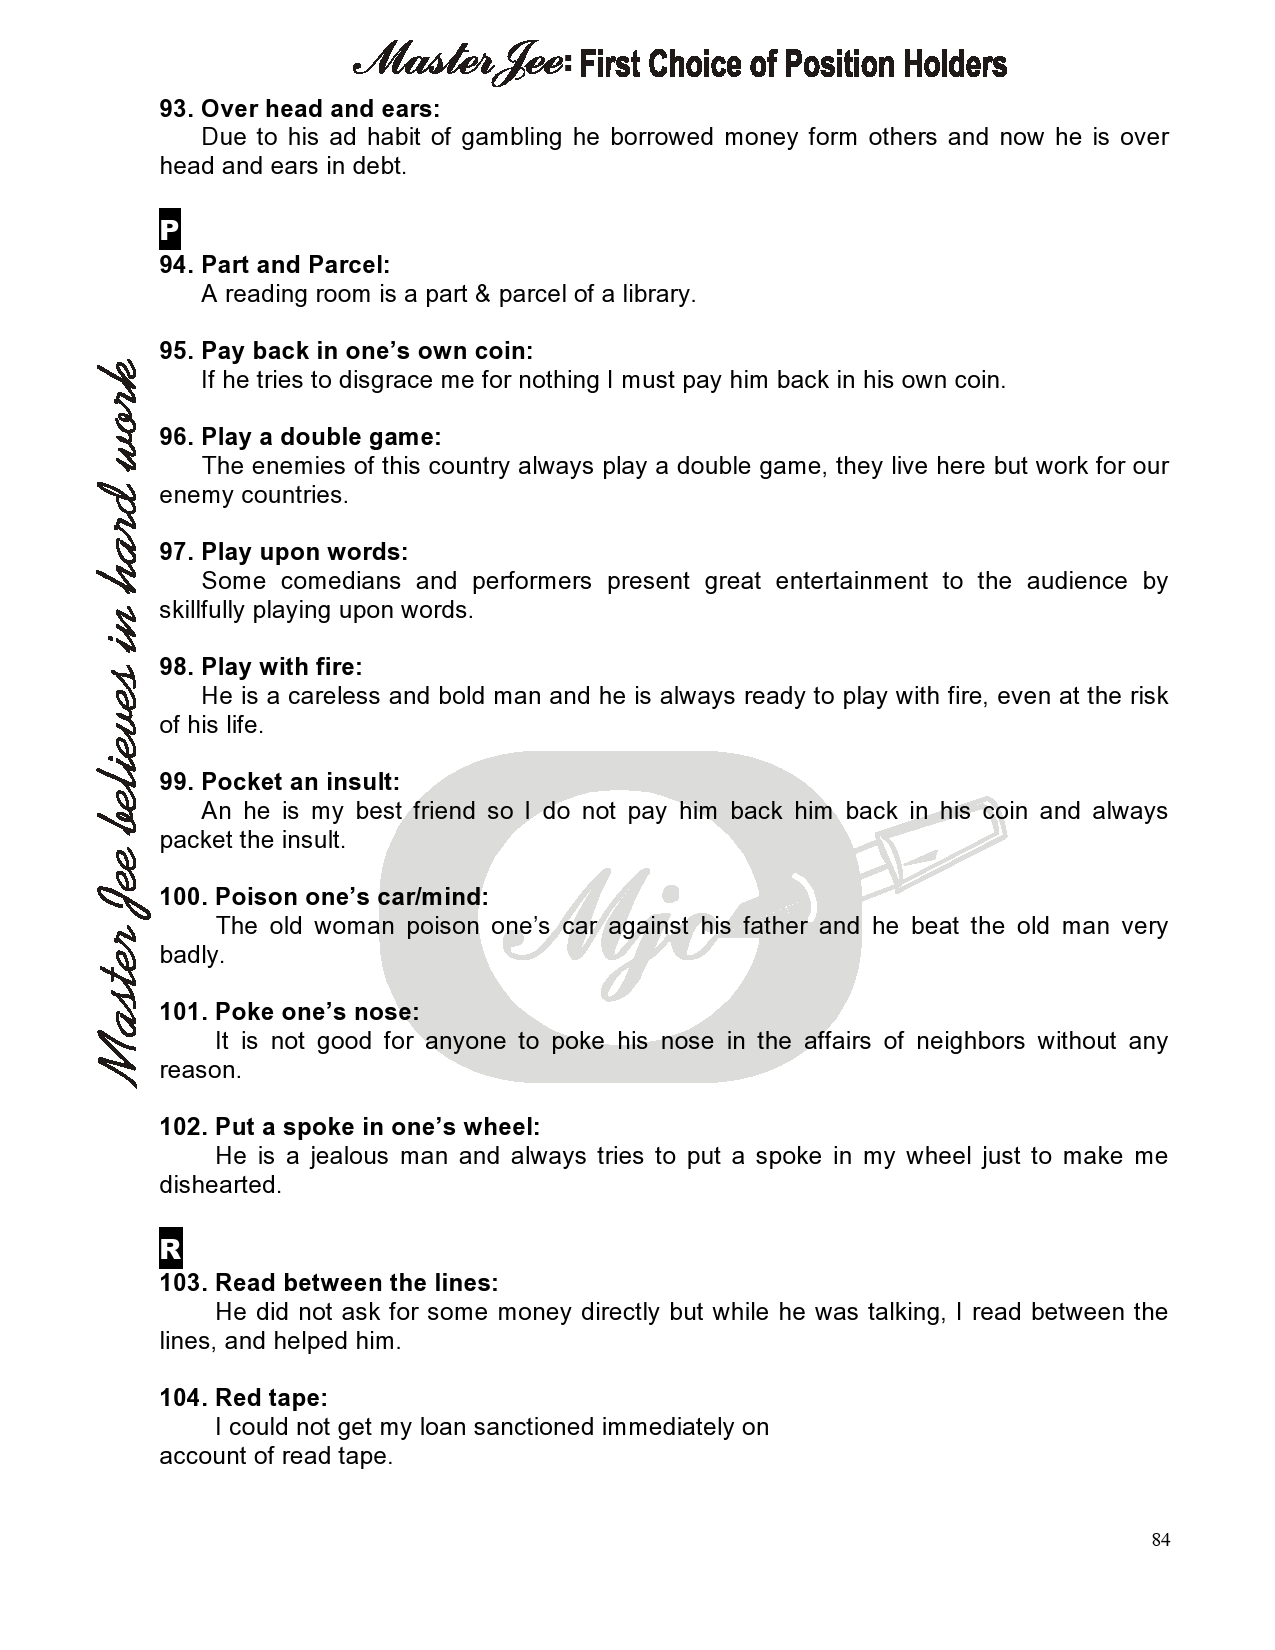 Master Jee: First Choice of Position Holders
93. Over head and ears:
Due to his ad habit of gambling he borrowed money form others and now he is over
head and ears in debt.
P
94. Part and Parcel:
A reading room is a part & parcel of a library.
95. Pay back in one’s own coin:
If he tries to disgrace me for nothing I must pay him back in his own coin.
96. Play a double game:
The enemies of this country always play a double game, they live here but work for our
enemy countries.
97. Play upon words:
Some comedians and performers present great entertainment to the audience by
skillfully playing upon words.
98. Play with fire:
He is a careless and bold man and he is always ready to play with fire, even at the risk
of his life.
99. Pocket an insult:
An he is my best friend so I do not pay him back him back in his coin and always
packet the insult.
100. Poison one’s car/mind:
The old woman poison one’s car against his father and he beat the old man very
badly.
101. Poke one’s nose:
It is not good for anyone to poke his nose in the affairs of neighbors without any
reason.
102. Put a spoke in one’s wheel:
He is a jealous man and always tries to put a spoke in my wheel just to make me
dishearted.
R
103. Read between the lines:
He did not ask for some money directly but while he was talking, I read between the
lines, and helped him.
104. Red tape:
I could not get my loan sanctioned immediately on
account of read tape.
Master Jee believes in hard work
Mjc
84